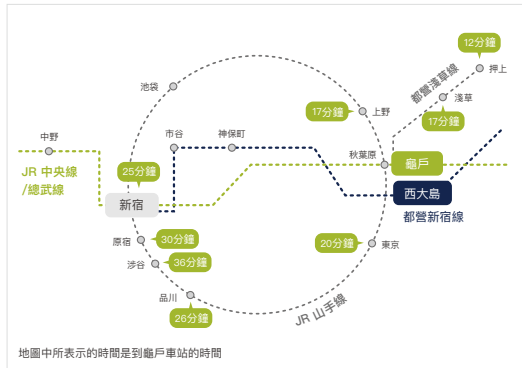 12分鐘
押上
都營淺草線
池袋
淺草
17分鐘
上野
17分鐘
中野
市谷
神保町
秋葉原
龜戶
JR 中央線
/總武線
25分鐘
新宿
西大島
都營新宿線
原宿
30分鐘
20分鐘
東京
涉谷
36分鐘
品川
26分鐘
JR 山手線
地圖中所表示的時間是到龜戶車站的時間